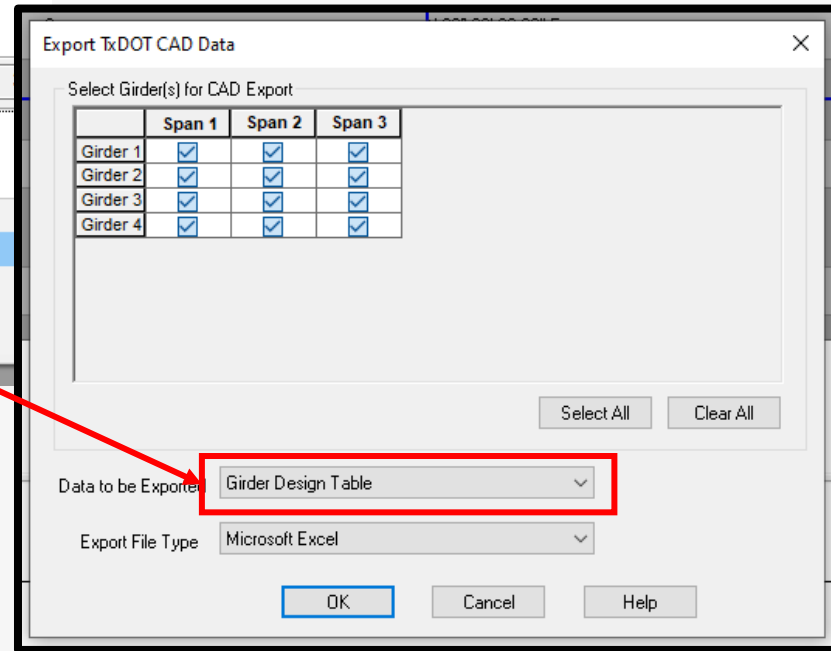 Export TxDOT CAD Data
Select Girder(s) for CAD Export
Span 1 Span 2 Span 3
Girder 1
Girder 2
Girder 3
Girder 4
Select All Clear All
Data to be Exported Girder Design Table
Export File Type Microsoft Excel
OK Cancel Help